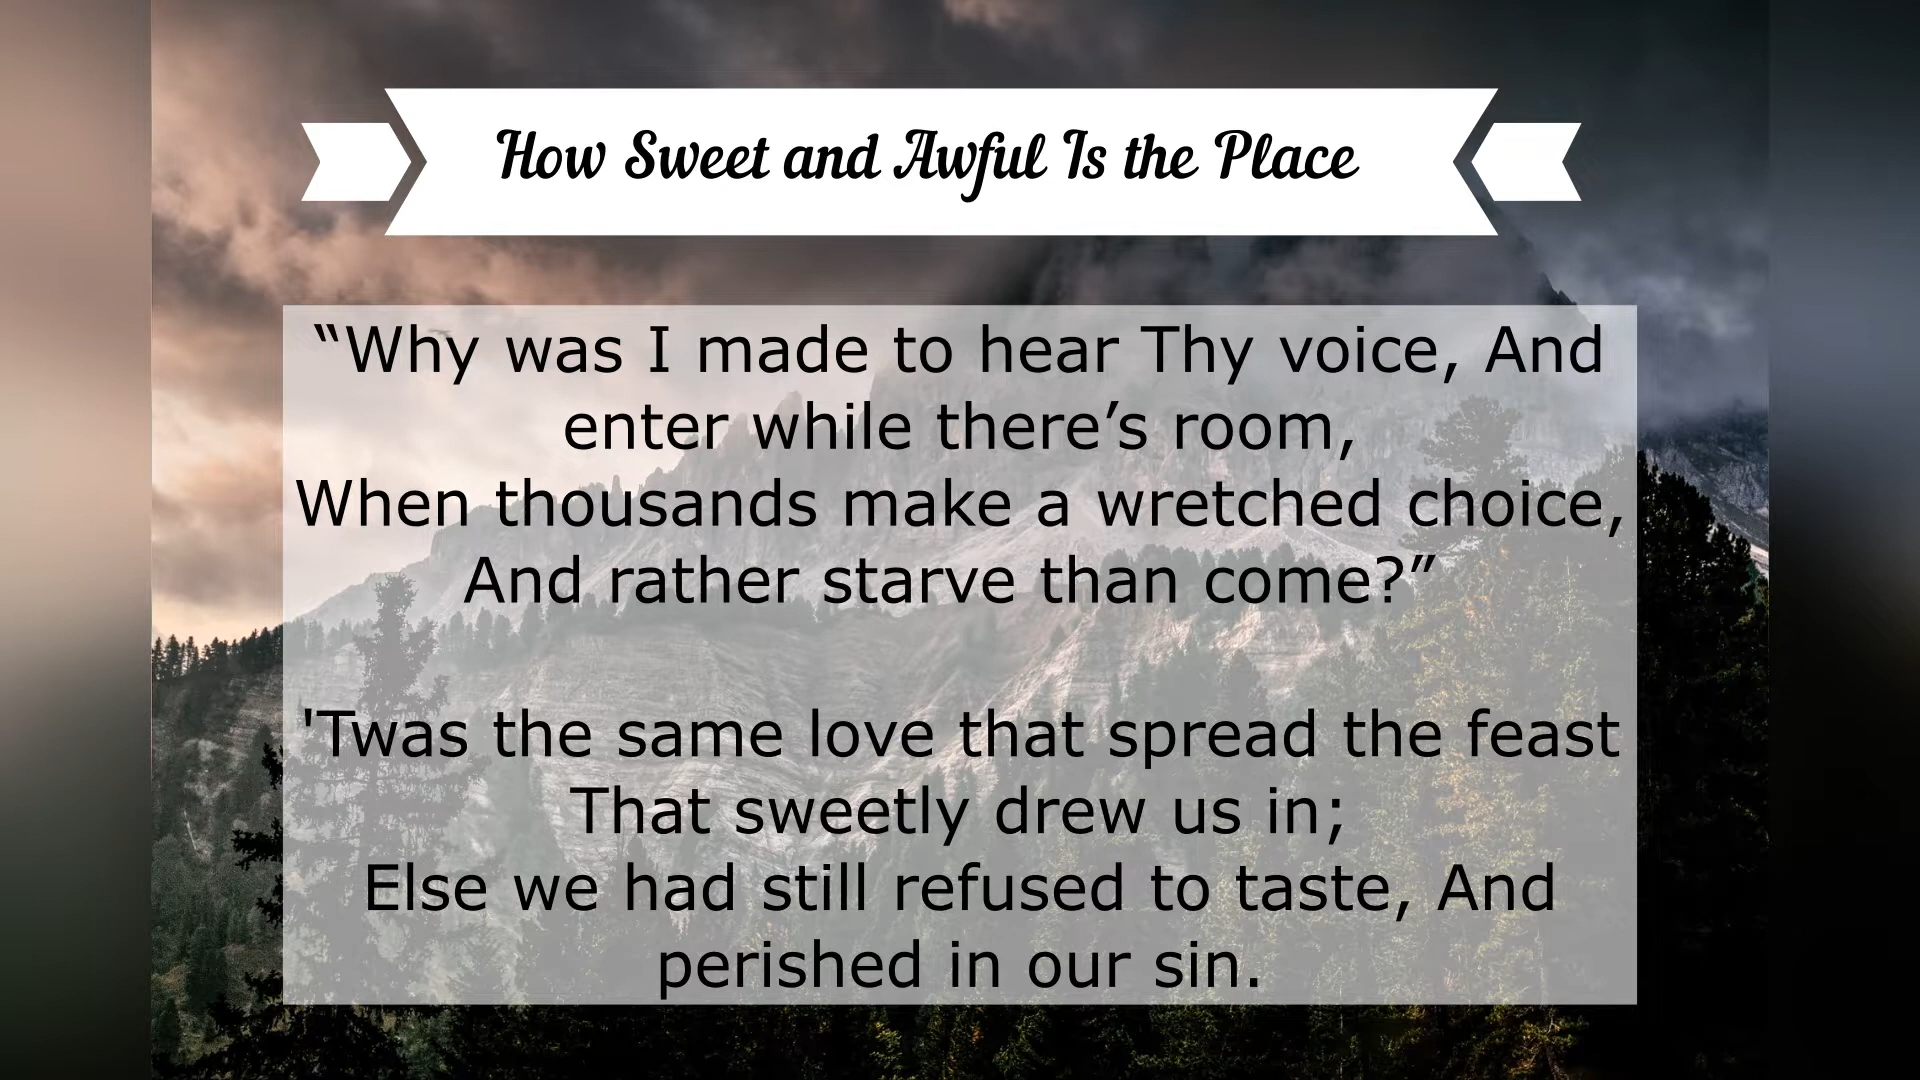 How Sweet and Awful Is the Place
“Why was I made to hear Thy voice, And
enter while there’s room,
When thousands make a wretched choice,
And rather starve than come?”
'Twas the same love that spread the feast
That sweetly drew us in;
Else we had still refused to taste, And
perished in our sin.